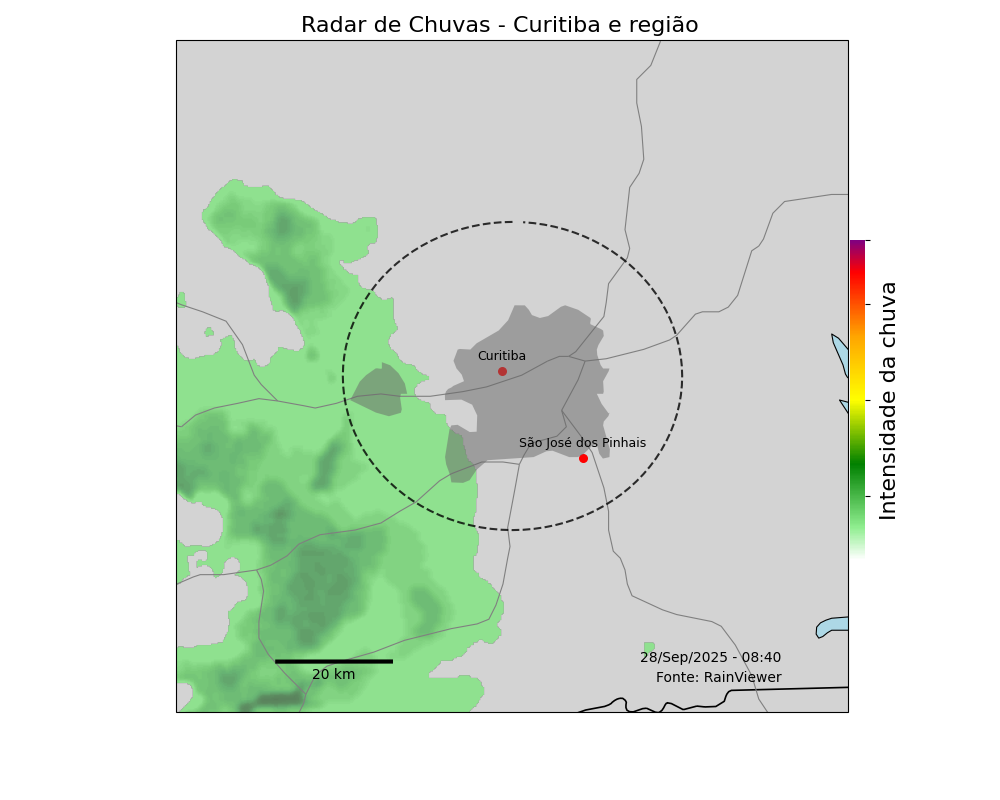 Radar de Chuvas - Curitiba e região
Curitiba
São José dos Pinhais
Intensidade da chuva
20 km
28/Sep/2025 - 08:40
Fonte: RainViewer